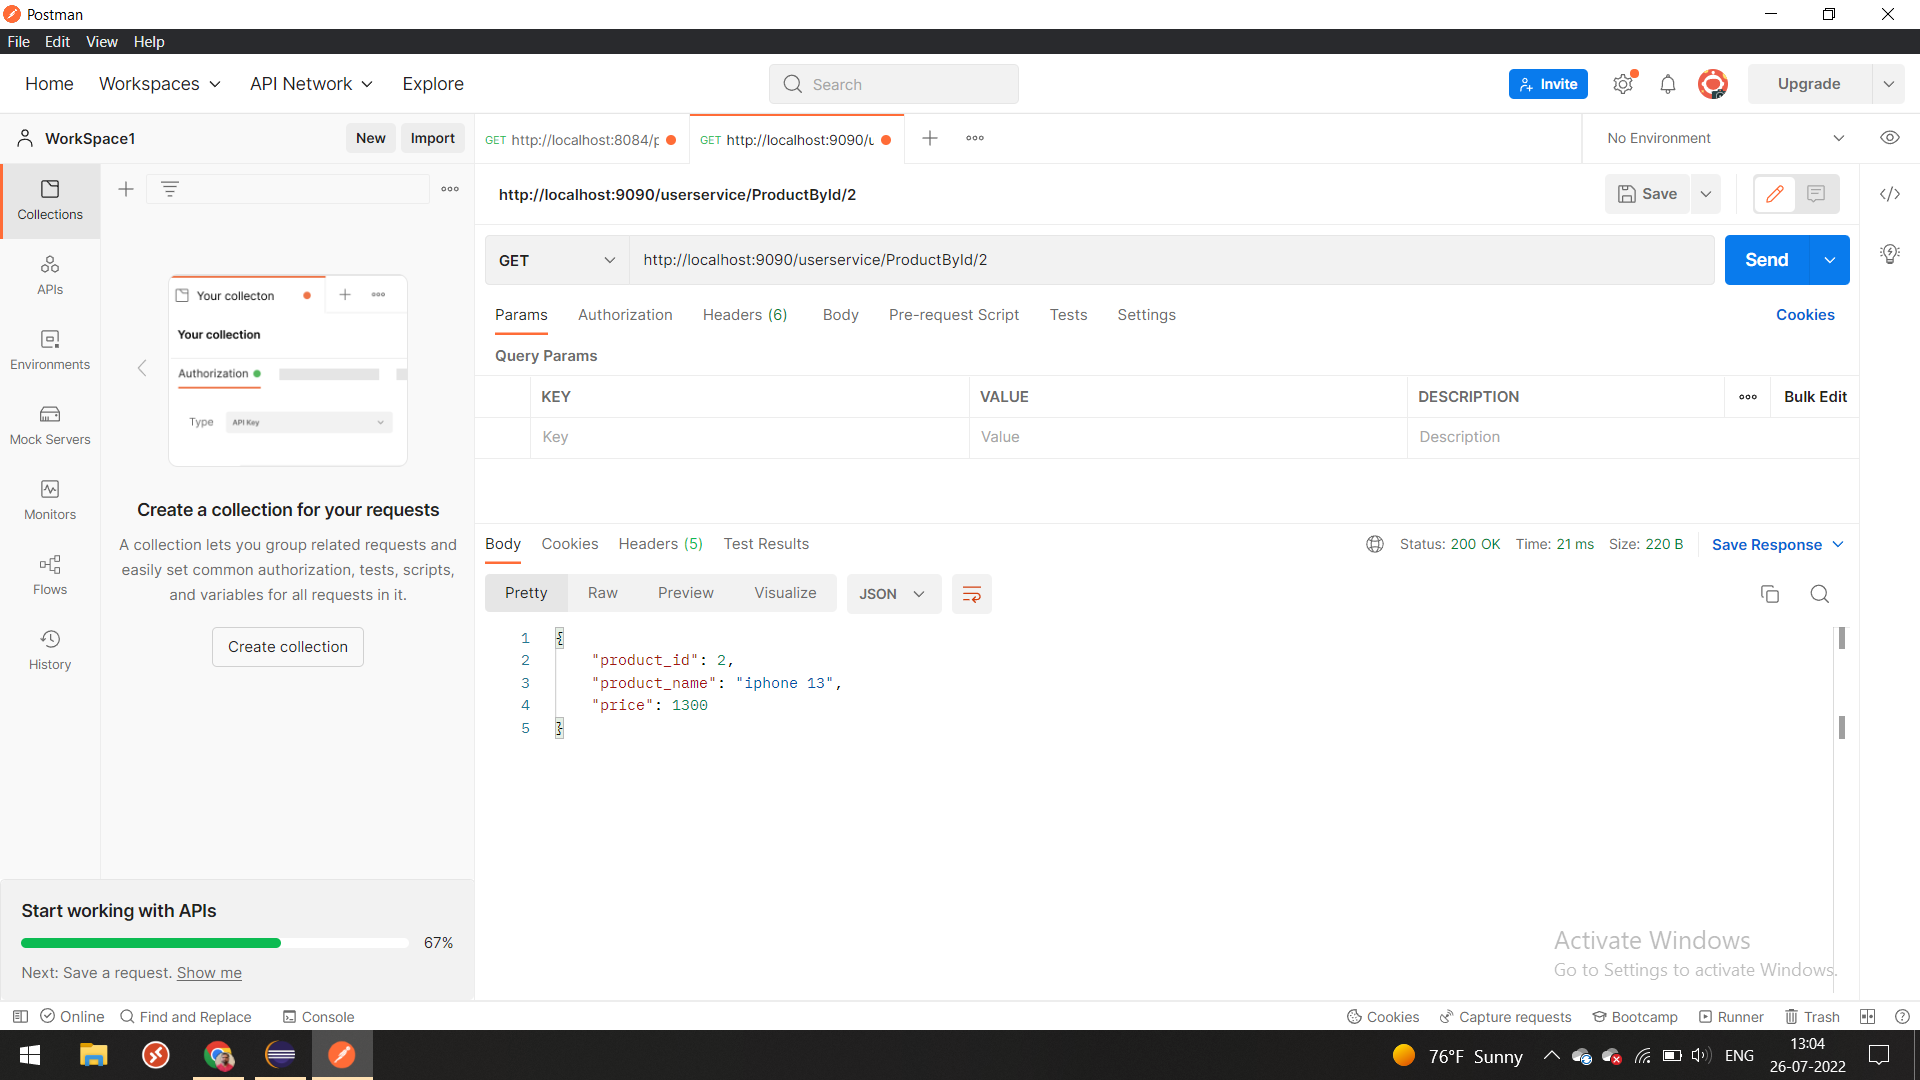 Postman
File Edit View Help
Home Workspaces API Network Explore Search Invite Upgrade
WorkSpace1 New Import
GET http://localhost:8084/p GET http://localhost:9090/u No Environment
Collections
APIs
Environments
Mock Servers
Monitors
Flows
History
Your collecton
Your collection
Authorization
Type API Key
Create a collection for your requests
A collection lets you group related requests and
easily set common authorization, tests, scripts,
and variables for all requests in it.
Create collection
Start working with APIs
67%
Next: Save a request. Show me
http://localhost:9090/userservice/ProductById/2 Save
GET http://localhost:9090/userservice/ProductById/2 Send
Params Authorization Headers (6) Body Pre-request Script Tests Settings Cookies
Query Params
KEY VALUE DESCRIPTION Bulk Edit
Key Value Description
Body Cookies Headers (5) Test Results Status: 200 OK Time: 21 ms Size: 220 B Save Response
Pretty Raw Preview Visualize JSON
1 {
2 "product_id": 2,
3 "product_name": "iphone 13",
4 "price": 1300
5 }
Activate Windows
Go to Settings to activate Windows.
Online Find and Replace Console Cookies Capture requests Bootcamp Runner Trash
76°F Sunny ENG 13:04
26-07-2022